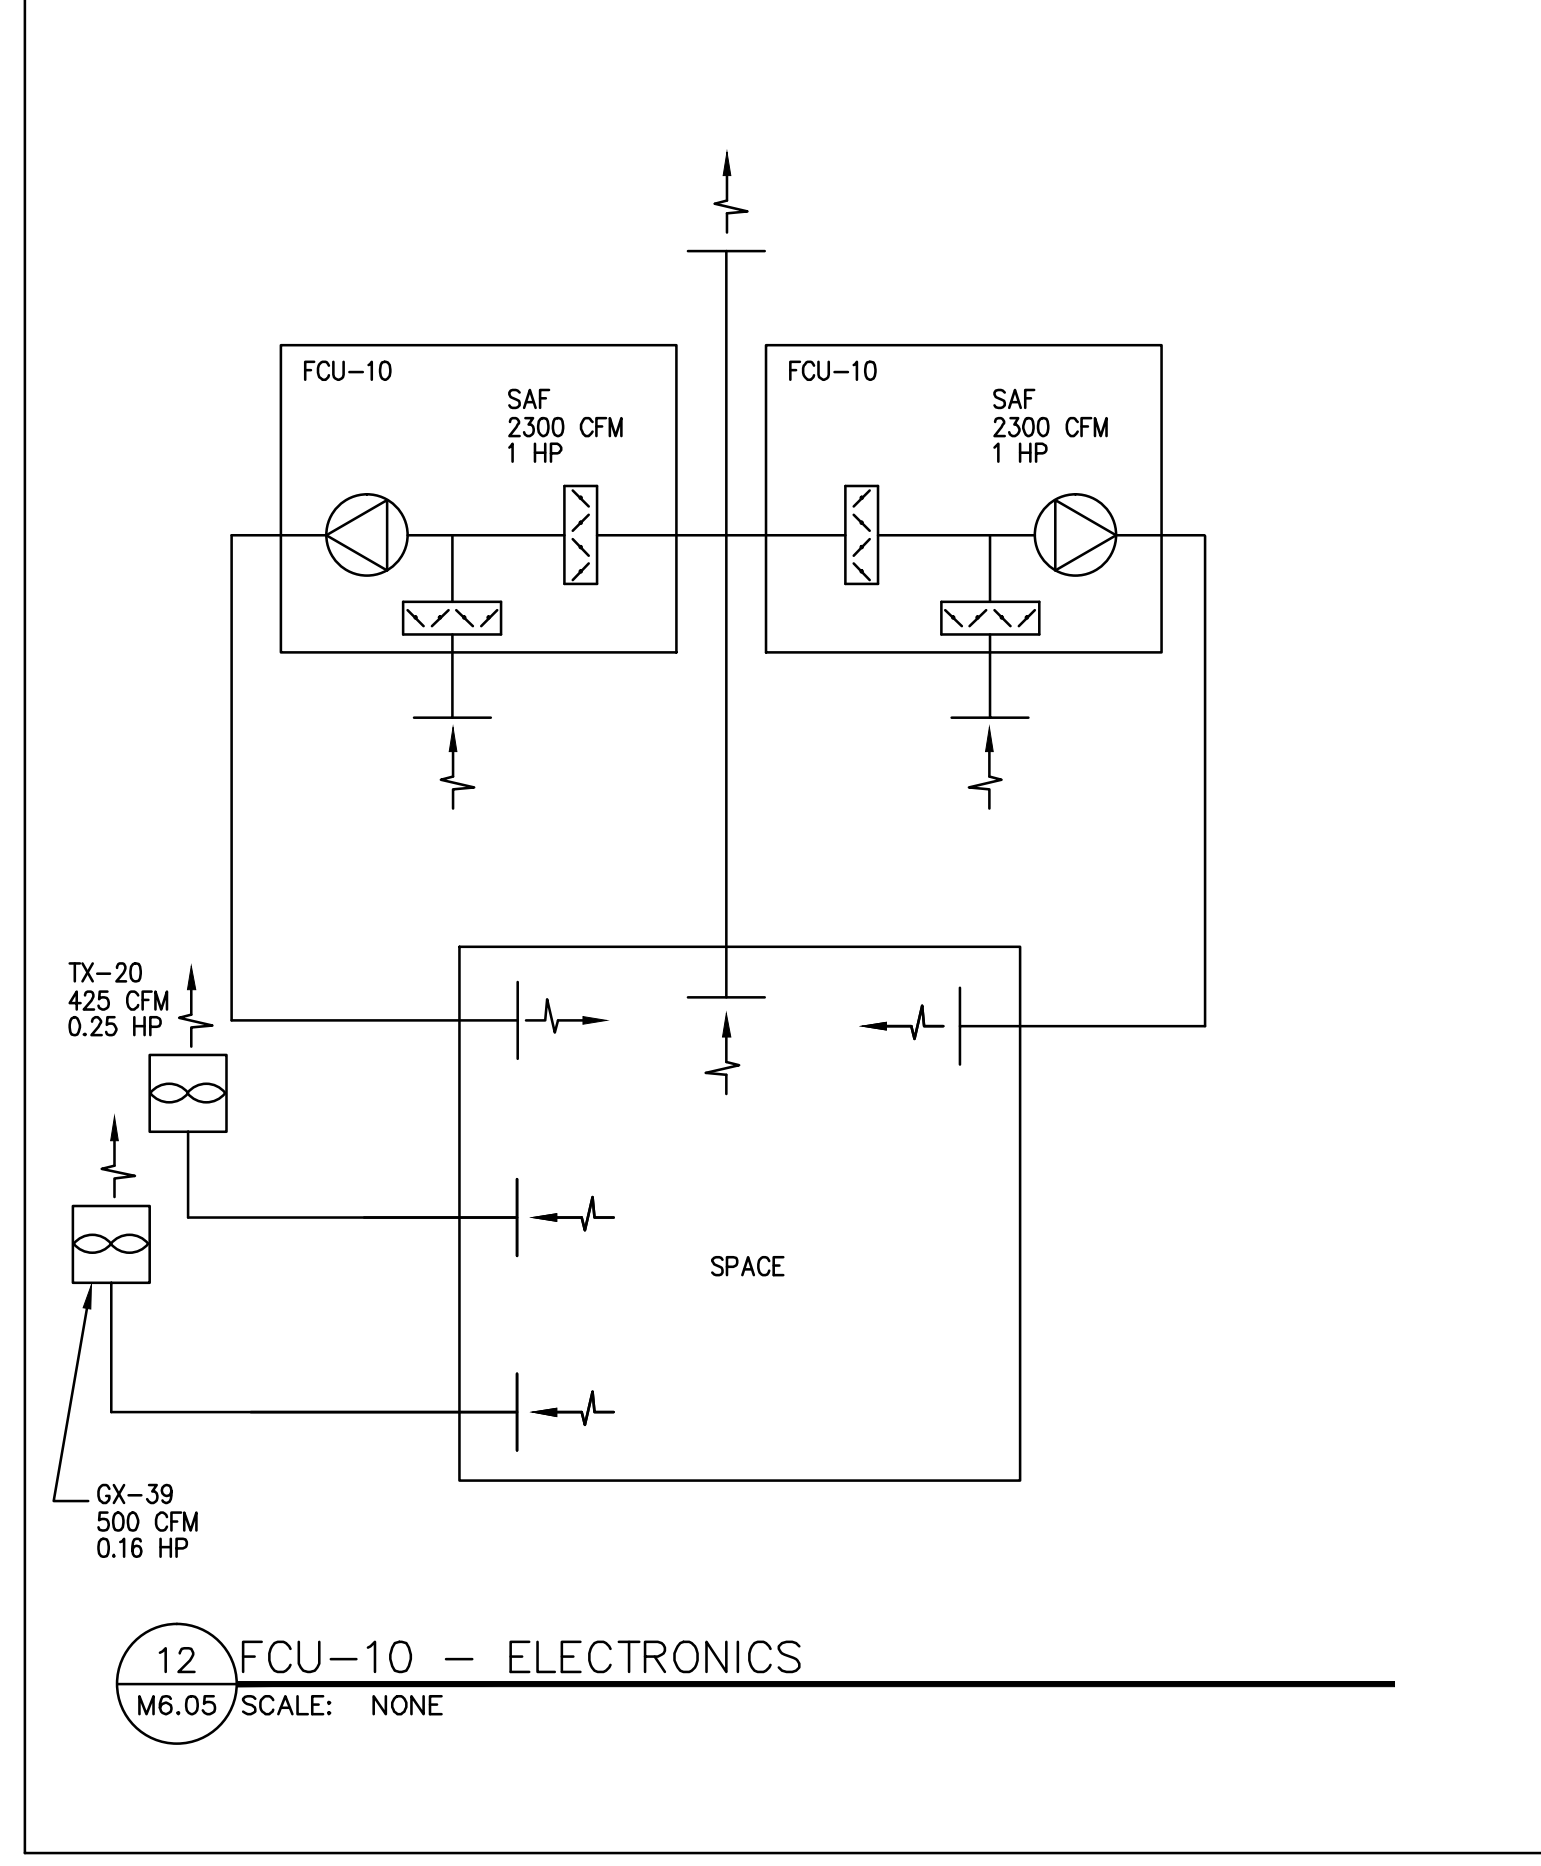 FCU-10
SAF
2300 CFM
1 HP
FCU-10
SAF
2300 CFM
1 HP
TX-20
425 CFM
0.25 HP
SPACE
GX-39
500 CFM
0.16 HP
12
FCU-10 - ELECTRONICS
M6.05
SCALE: NONE